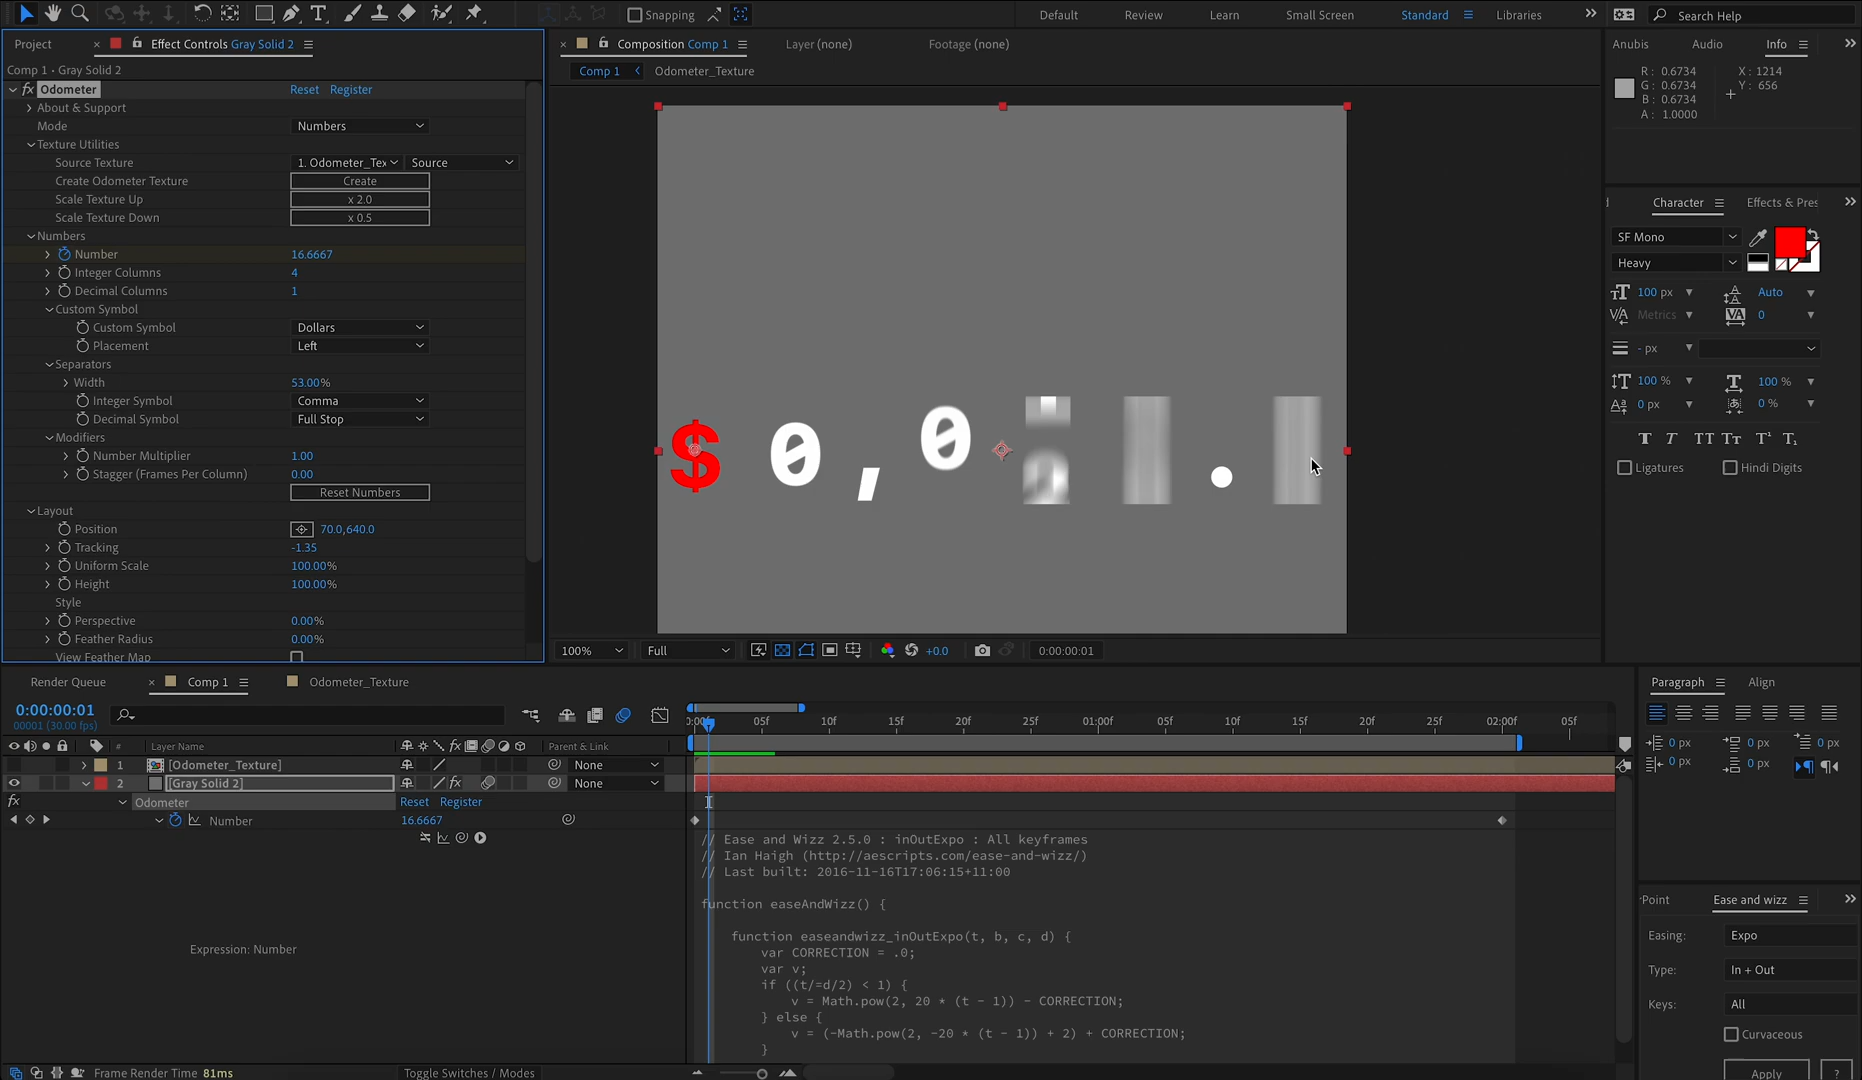 Snapping
Default
Review
Learn
Small Screen
Standard
Libraries
Search Help
Project
Effect Controls Gray Solid 2
Composition Comp 1
Layer (none)
Footage (none)
Anubis
Audio
Info
Comp 1 • Gray Solid 2
Comp 1
Odometer_Texture
R: 0.6734
G: 0.6734
B: 0.6734
A: 1.0000
X: 1214
Y: 656
fx Odometer
Reset
Register
About & Support
Mode
Numbers
Texture Utilities
Source Texture
1. Odometer_Tex
Source
Create Odometer Texture
Create
Scale Texture Up
x 2.0
Scale Texture Down
x 0.5
Numbers
Number
16.6667
Integer Columns
4
Decimal Columns
1
Custom Symbol
Custom Symbol
Dollars
Placement
Left
Separators
Width
53.00%
Integer Symbol
Comma
Decimal Symbol
Full Stop
Modifiers
Number Multiplier
1.00
Stagger (Frames Per Column)
0.00
Reset Numbers
Layout
Position
70.0,640.0
Tracking
-1.35
Uniform Scale
100.00%
Height
100.00%
Style
Perspective
0.00%
Feather Radius
0.00%
View Feather Map
$ 0,0 .
100%
Full
+0.0
0:00:00:01
Character
Effects & Pres
SF Mono
Heavy
100 px
Auto
Metrics
0
- px
100 %
100 %
0 px
0 %
T T TT Tт T¹ T₁
Ligatures
Hindi Digits
Render Queue
Comp 1
Odometer_Texture
0:00:00:01
00001 (30.00 fps)
05f
10f
15f
20f
25f
01:00f
05f
10f
15f
20f
25f
02:00f
05f
#
Layer Name
Parent & Link
1
[Odometer_Texture]
None
2
[Gray Solid 2]
None
fx
Odometer
Reset
Register
Number
16.6667
Expression: Number
// Ease and Wizz 2.5.0 : inOutExpo : All keyframes
// Ian Haigh (http://aescripts.com/ease-and-wizz/)
// Last built: 2016-11-16T17:06:15+11:00
function easeAndWizz() {
function easeandwizz_inOutExpo(t, b, c, d) {
var CORRECTION = .0;
var v;
if ((t/=d/2) < 1) {
v = Math.pow(2, 20 * (t - 1)) - CORRECTION;
} else {
v = (-Math.pow(2, -20 * (t - 1)) + 2) + CORRECTION;
}
Frame Render Time 81ms
Toggle Switches / Modes
Paragraph
Align
0 px
0 px
0 px
0 px
0 px
Point
Ease and wizz
Easing:
Expo
Type:
In + Out
Keys:
All
Curvaceous
Apply
?